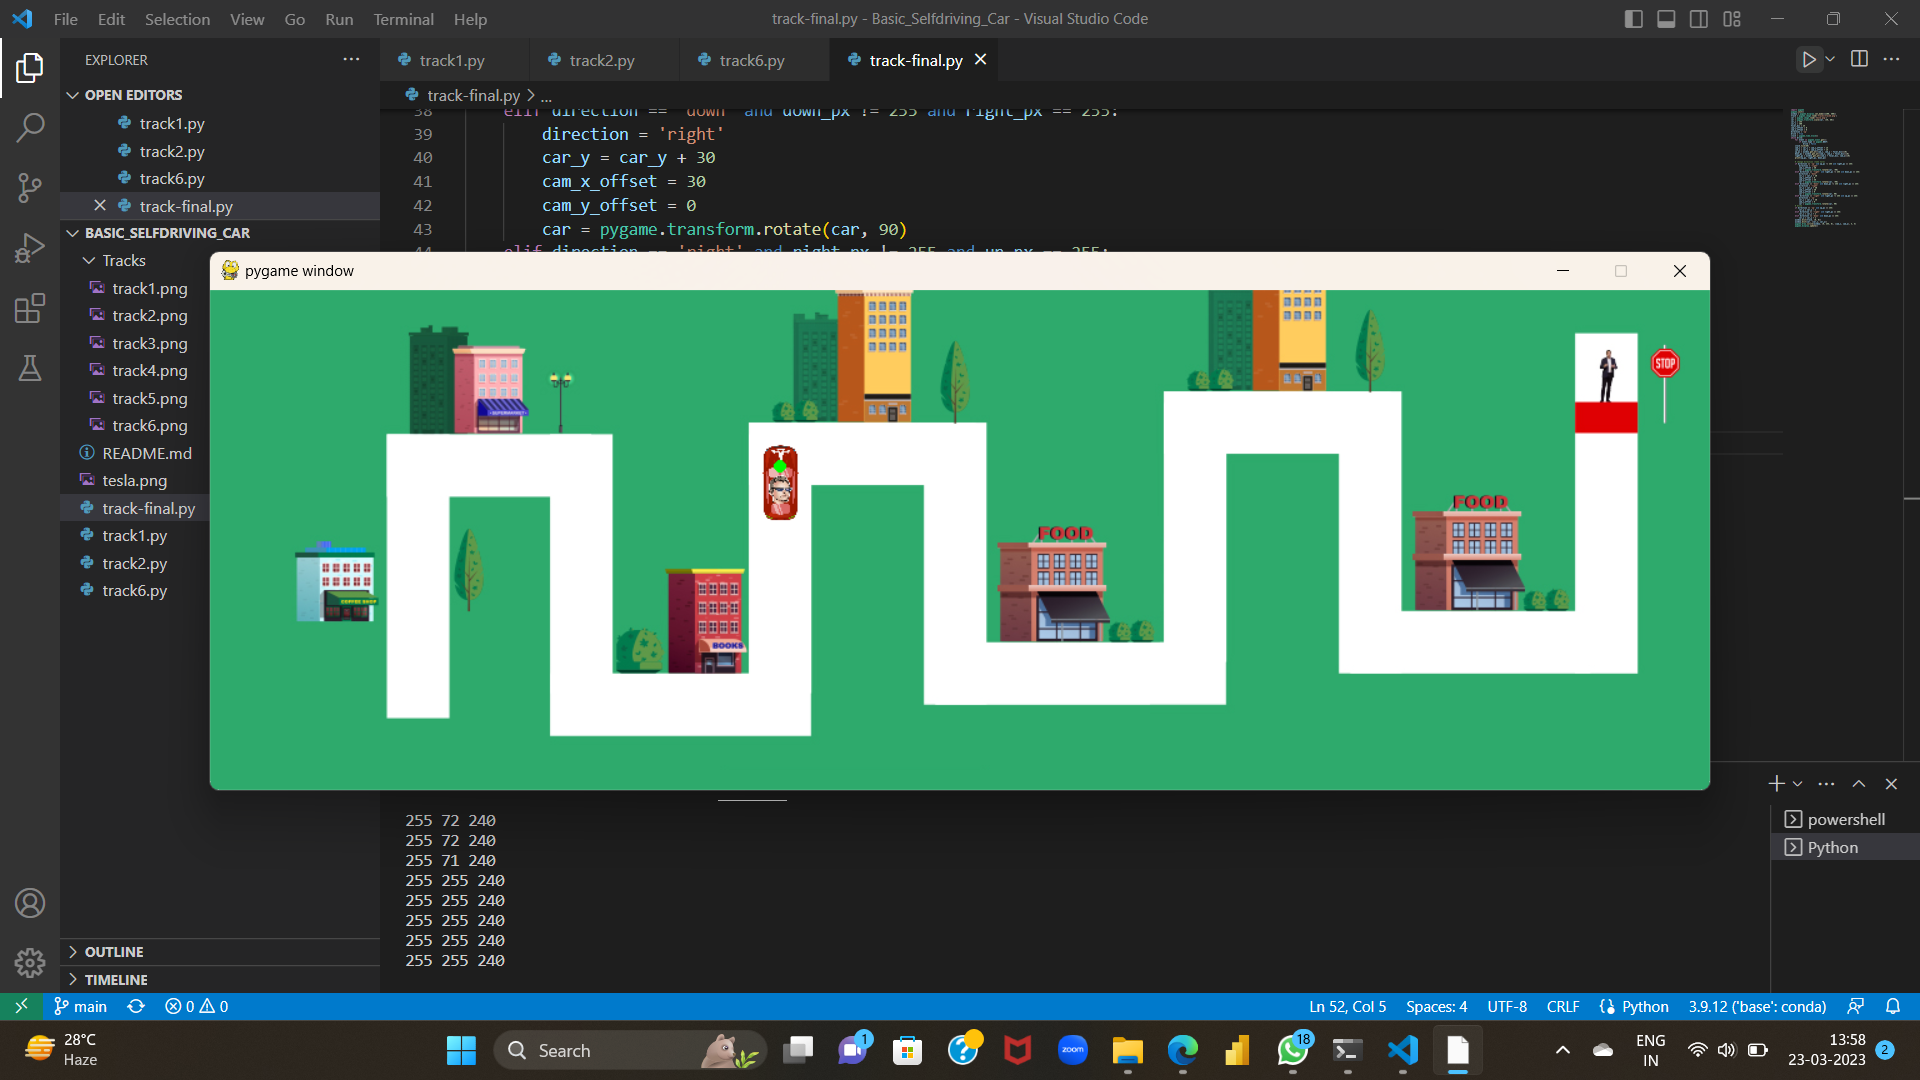 File Edit Selection View Go Run Terminal Help
track-final.py - Basic_Selfdriving_Car - Visual Studio Code
EXPLORER
OPEN EDITORS
track1.py
track2.py
track6.py
track-final.py
BASIC_SELFDRIVING_CAR
Tracks
track1.png
track2.png
track3.png
track4.png
track5.png
track6.png
README.md
tesla.png
track-final.py
track1.py
track2.py
track6.py
OUTLINE
TIMELINE
track1.py track2.py track6.py track-final.py
track-final.py > ...
38 elif direction == 'down' and down_px != 255 and right_px == 255:
39 direction = 'right'
40 car_y = car_y + 30
41 cam_x_offset = 30
42 cam_y_offset = 0
43 car = pygame.transform.rotate(car, 90)
44 elif direction == 'right' and right_px != 255 and up_px == 255:
pygame window
STOP
SUPERMARKET
FOOD
FOOD
COFFEE SHOP
BOOKS
255 72 240
255 72 240
255 71 240
255 255 240
255 255 240
255 255 240
255 255 240
255 255 240
powershell
Python
main 0 0 Ln 52, Col 5 Spaces: 4 UTF-8 CRLF Python 3.9.12 ('base': conda)
28°C
Haze
Search
1
zoom
18
ENG
IN
13:58
23-03-2023
2